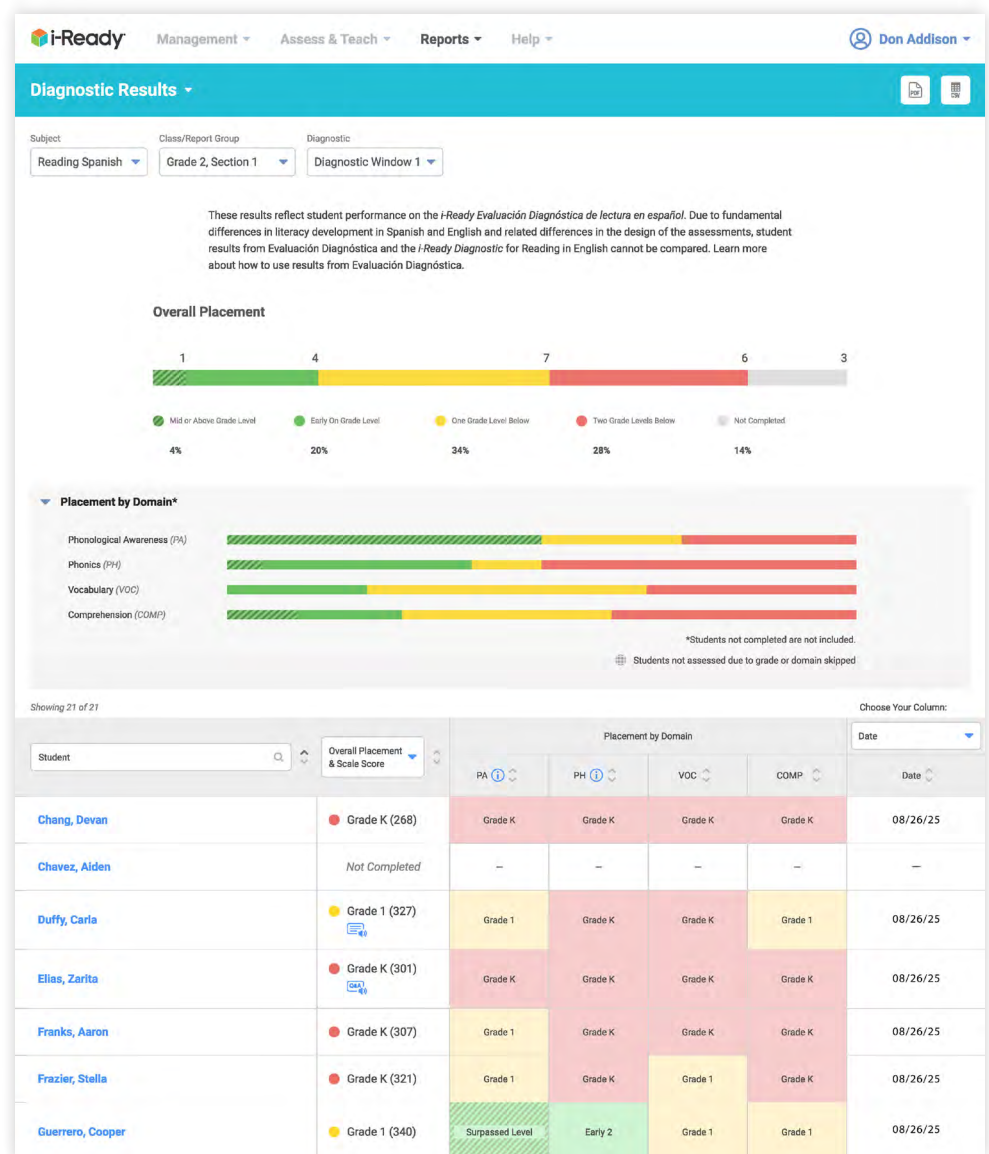 i-Ready
Management
Assess & Teach
Reports
Help
Don Addison
Diagnostic Results
PDF
CSV
Subject
Class/Report Group
Diagnostic
Reading Spanish
Grade 2, Section 1
Diagnostic Window 1
These results reflect student performance on the i-Ready Evaluación Diagnóstica de lectura en español. Due to fundamental
differences in literacy development in Spanish and English and related differences in the design of the assessments, student
results from Evaluación Diagnóstica and the i-Ready Diagnostic for Reading in English cannot be compared. Learn more
about how to use results from Evaluación Diagnóstica.
Overall Placement
1 4 7 6 3
Mid or Above Grade Level Early On Grade Level One Grade Level Below Two Grade Levels Below Not Completed
4% 20% 34% 28% 14%
Placement by Domain*
Phonological Awareness (PA)
Phonics (PH)
Vocabulary (VOC)
Comprehension (COMP)
*Students not completed are not included.
Students not assessed due to grade or domain skipped
Showing 21 of 21
Choose Your Column:
Student
Overall Placement
& Scale Score
Placement by Domain
Date
PA PH VOC COMP Date
Chang, Devan Grade K (268) Grade K Grade K Grade K Grade K 08/26/25
Chavez, Aiden Not Completed – – – – —
Duffy, Carla Grade 1 (327) Grade 1 Grade K Grade K Grade 1 08/26/25
Elias, Zarita Grade K (301) Grade K Grade K Grade K Grade K 08/26/25
Q&A
Franks, Aaron Grade K (307) Grade 1 Grade K Grade K Grade K 08/26/25
Frazier, Stella Grade K (321) Grade 1 Grade K Grade 1 Grade K 08/26/25
Guerrero, Cooper Grade 1 (340) Surpassed Level Early 2 Grade 1 Grade 1 08/26/25